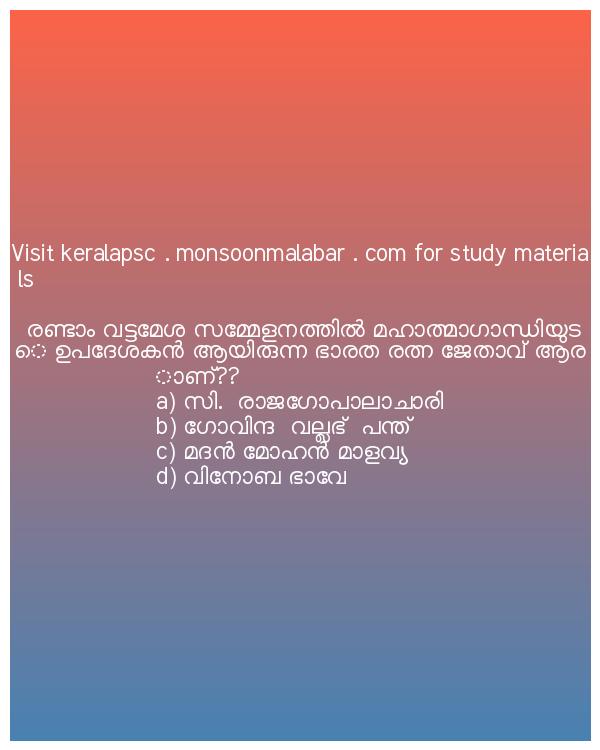 Visit keralapsc . monsoonmalabar . com for study materia
ls
രണ്ടാം വട്ടമേശ സമ്മേളനത്തിൽ മഹാത്മാഗാന്ധിയുട
െ ഉപദേശകൻ ആയിരുന്ന ഭാരത രത്ന ജേതാവ് ആര
ാണ്??
a) സി. രാജഗോപാലാചാരി
b) ഗോവിന്ദ വല്ലഭ് പന്ത്
c) മദൻ മോഹൻ മാളവ്യ
d) വിനോബ ഭാവേ